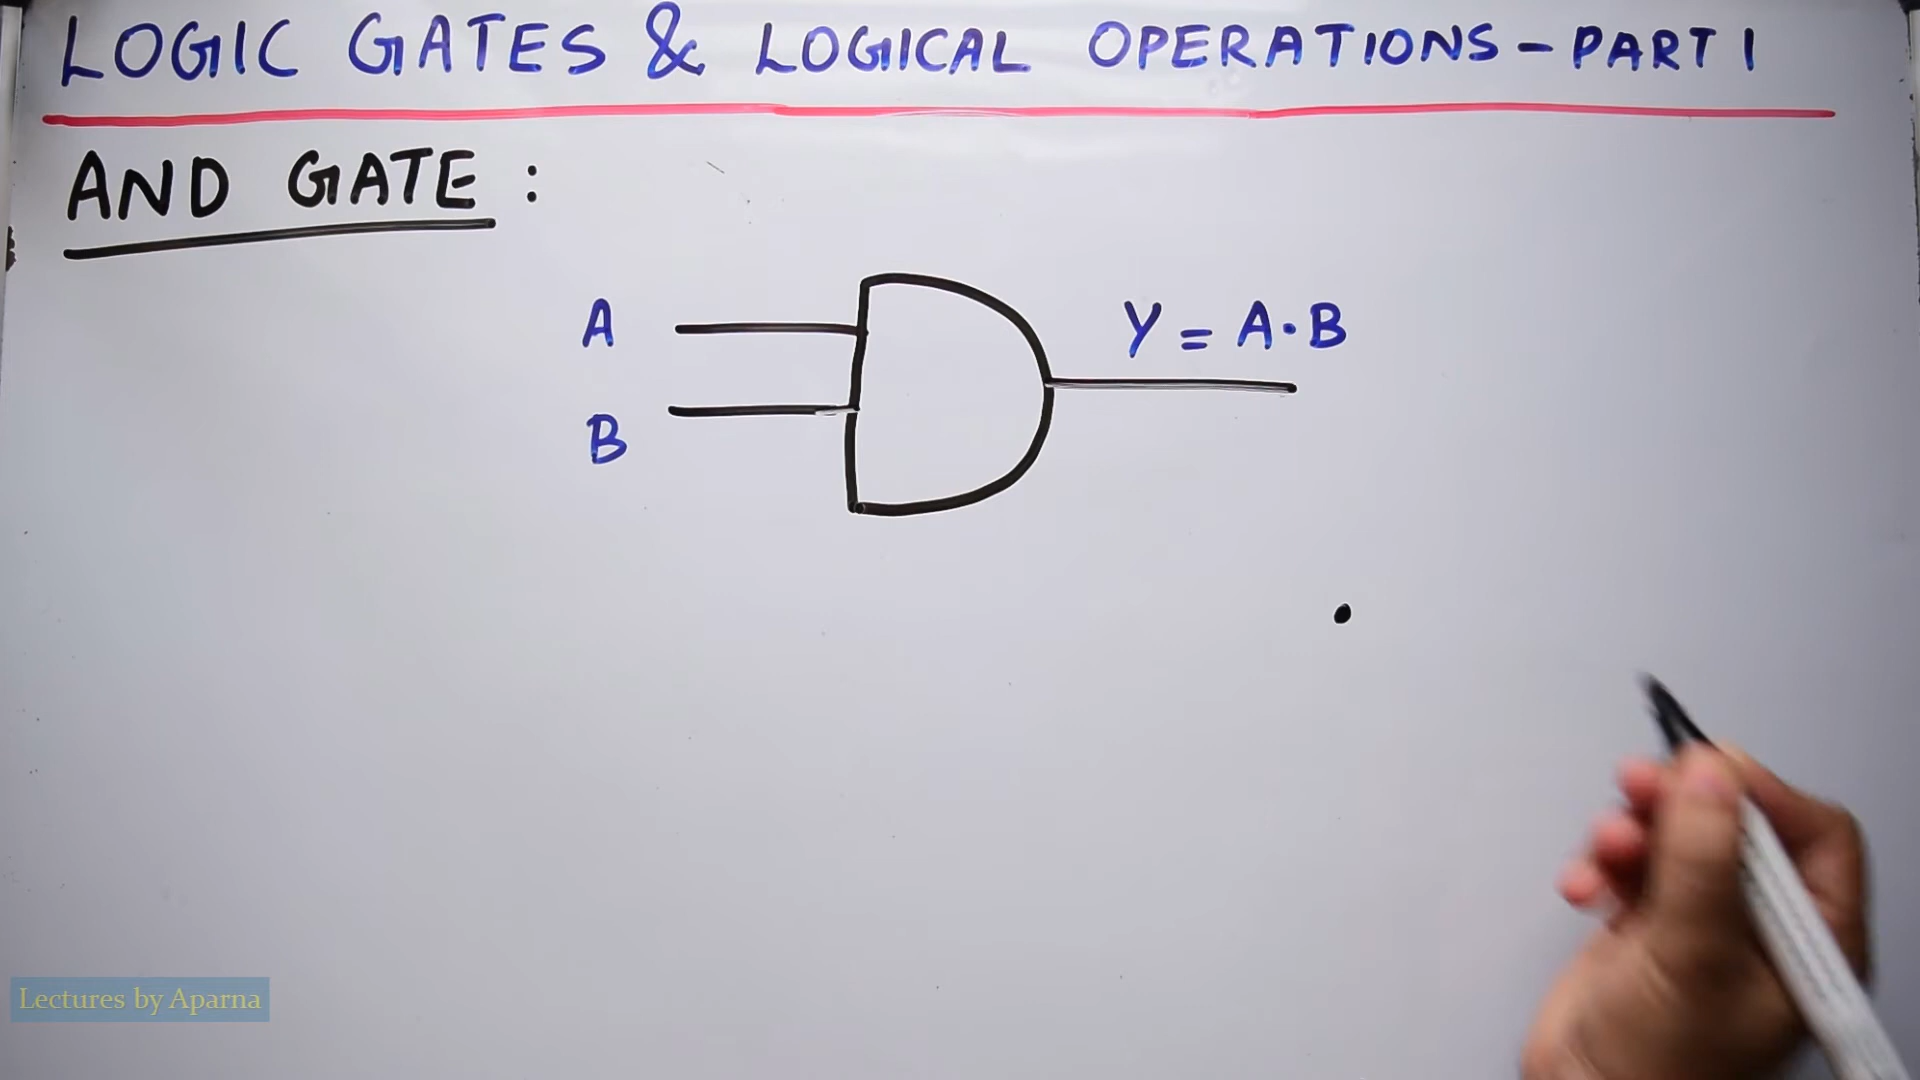 LOGIC GATES & LOGICAL OPERATIONS - PART 1
AND GATE :
A
Y = A·B
B
Lectures by Aparna